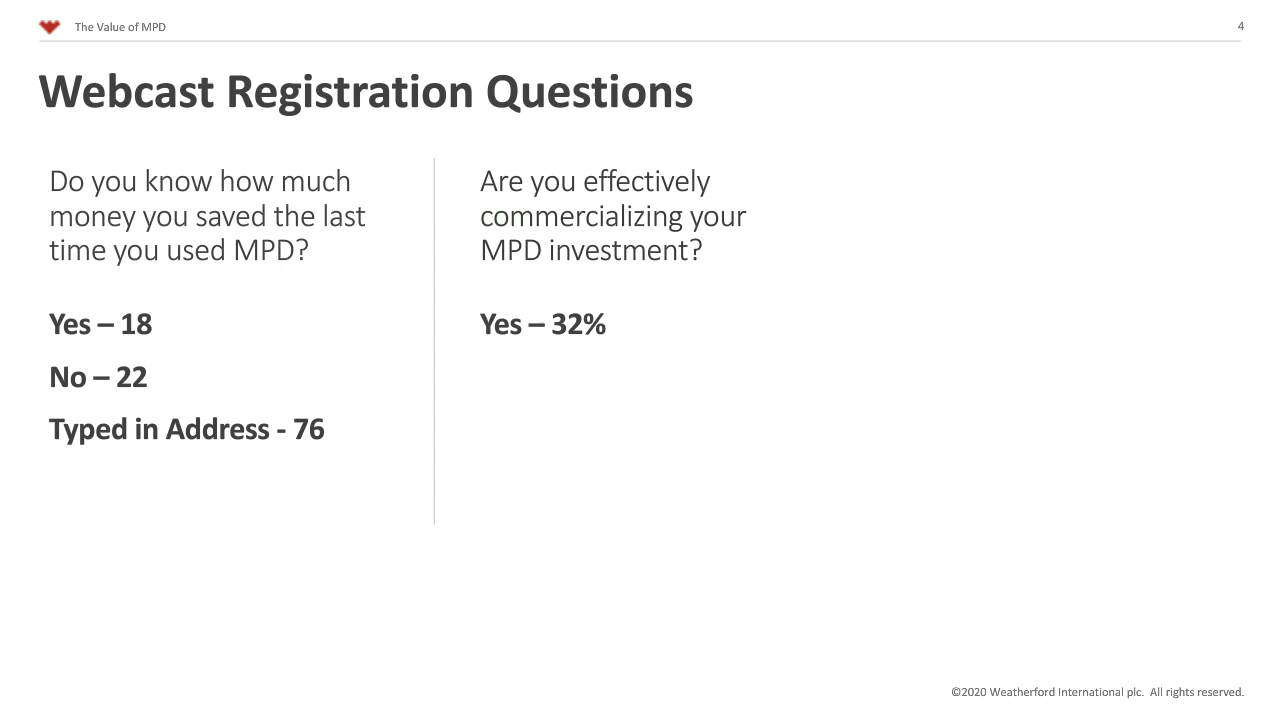 The Value of MPD
4
Webcast Registration Questions
Do you know how much
money you saved the last
time you used MPD?
Yes – 18
No – 22
Typed in Address - 76
Are you effectively
commercializing your
MPD investment?
Yes – 32%
©2020 Weatherford International plc. All rights reserved.